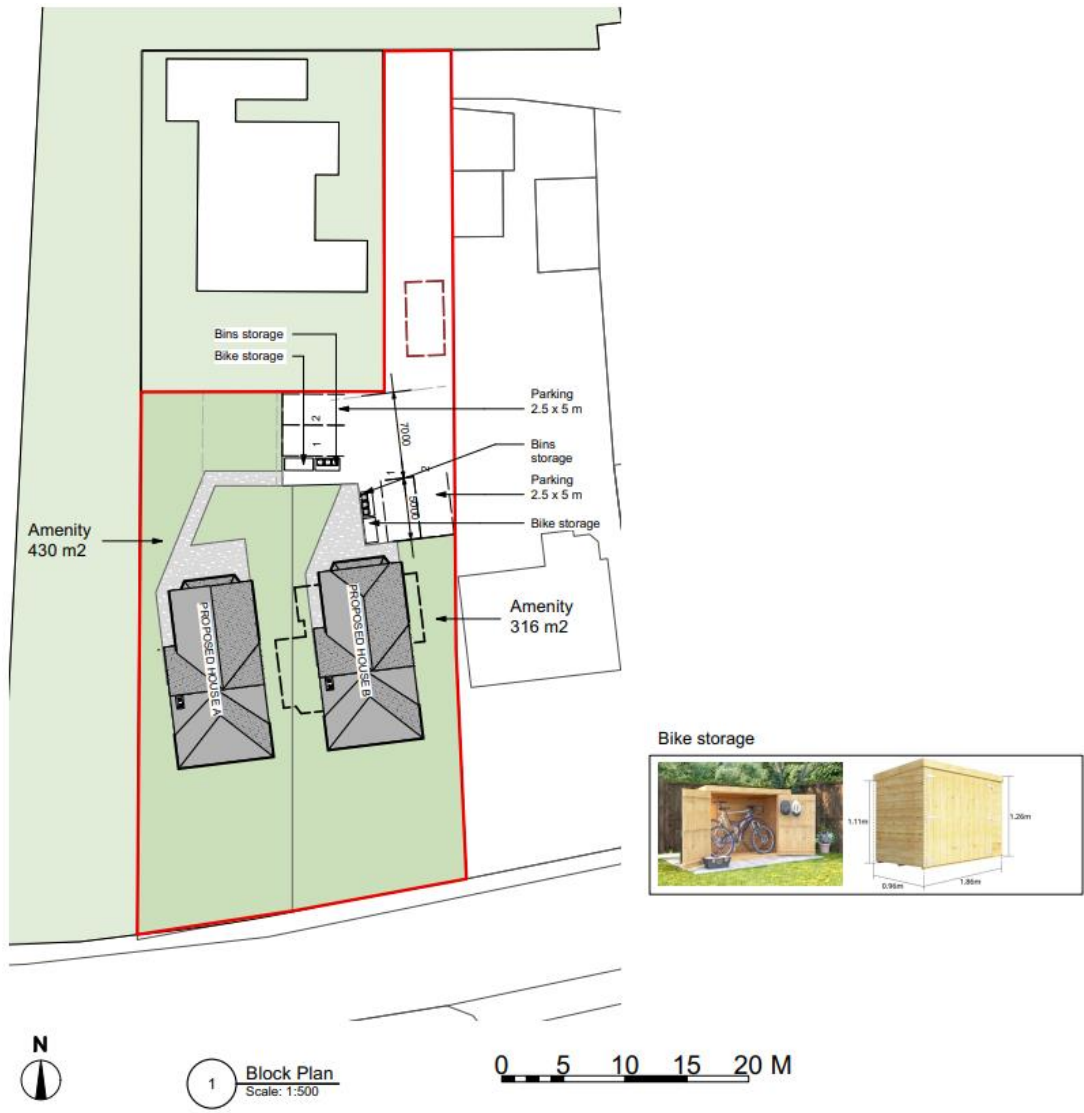 Bins storage
Bike storage
Parking
2.5 x 5 m
2
1
7000
Bins
storage
1
2
Parking
2.5 x 5 m
5000
Bike storage
Amenity
430 m2
PROPOSED HOUSE A
PROPOSED HOUSE B
Amenity
316 m2
Bike storage
1.11m
1.26m
0.96m
1.86m
N
1
Block Plan
Scale: 1:500
0 5 10 15 20 M